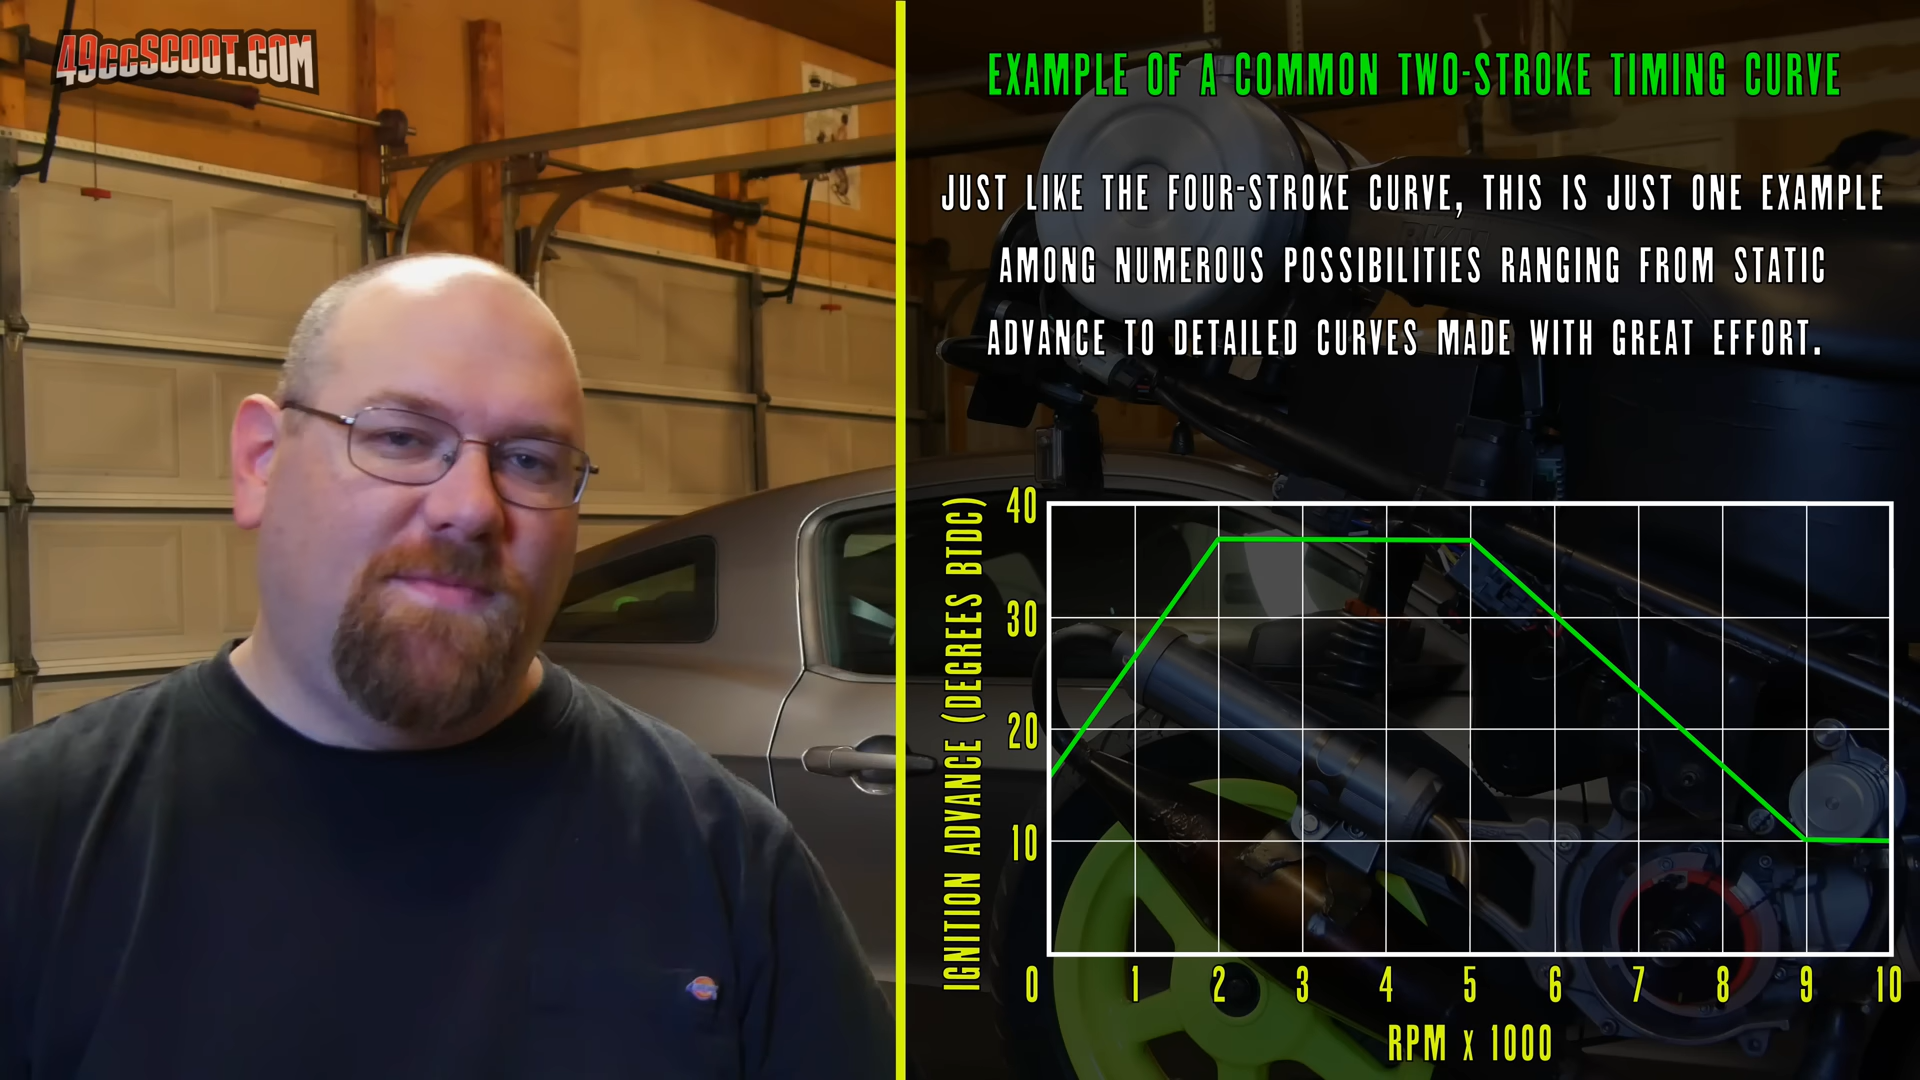 49ccSCOOT.COM
EXAMPLE OF A COMMON TWO-STROKE TIMING CURVE
JUST LIKE THE FOUR-STROKE CURVE, THIS IS JUST ONE EXAMPLE
AMONG NUMEROUS POSSIBILITIES RANGING FROM STATIC
ADVANCE TO DETAILED CURVES MADE WITH GREAT EFFORT.
IGNITION ADVANCE (DEGREES BTDC)
40
30
20
10
0 1 2 3 4 5 6 7 8 9 10
RPM x 1000